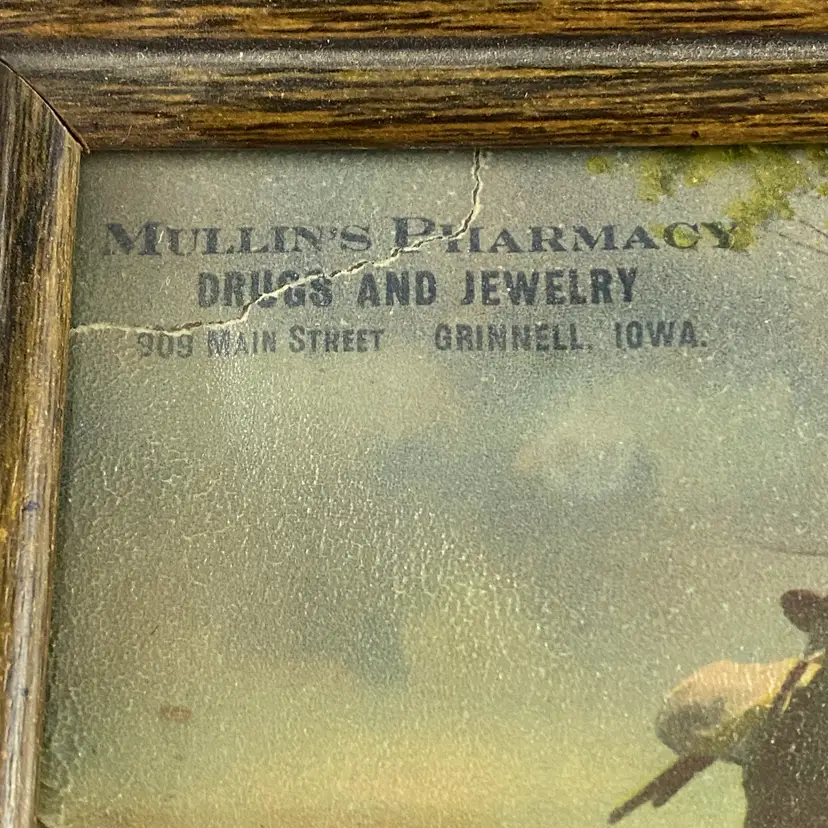 MULLIN'S PHARMACY
DRUGS AND JEWELRY
909 MAIN STREET GRINNELL, IOWA.